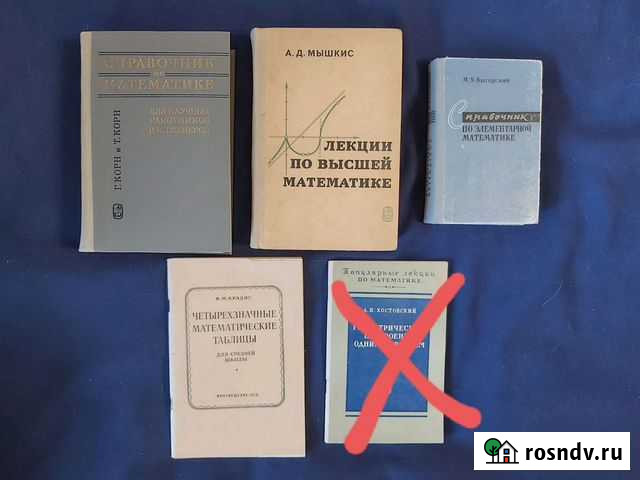 СПРАВОЧНИК
ПО
МАТЕМАТИКЕ
ДЛЯ НАУЧНЫХ
РАБОТНИКОВ
И ИНЖЕНЕРОВ
Г. КОРН и Т. КОРН
А. Д. МЫШКИС
ЛЕКЦИИ
ПО ВЫСШЕЙ
МАТЕМАТИКЕ
М. Я. Выгодский
Справочник
ПО ЭЛЕМЕНТАРНОЙ
МАТЕМАТИКЕ
В. М. БРАДИС
ЧЕТЫРЕХЗНАЧНЫЕ
МАТЕМАТИЧЕСКИЕ
ТАБЛИЦЫ
ДЛЯ СРЕДНЕЙ
ШКОЛЫ
Популярные лекции
ПО МАТЕМАТИКЕ
А. Н. КОСТОВСКИЙ
rosndv.ru